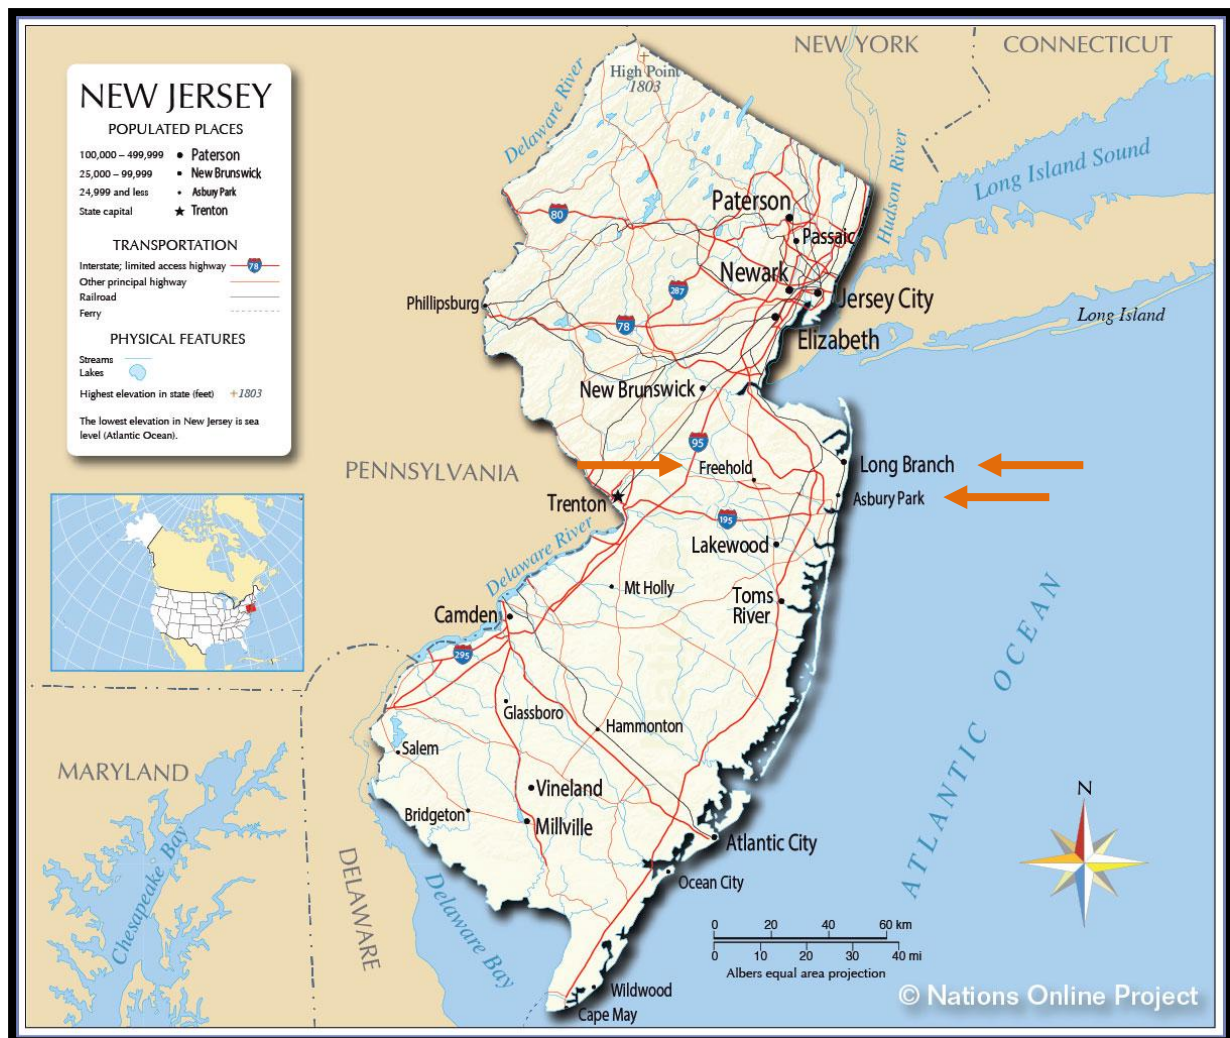 NEW YORK
CONNECTICUT
High Point
1803
Delaware River
Hudson River
Long Island Sound
NEW JERSEY
POPULATED PLACES
100,000 – 499,999 Paterson
25,000 – 99,999 New Brunswick
24,999 and less Asbury Park
State capital Trenton
TRANSPORTATION
Interstate; limited access highway 78
Other principal highway
Railroad
Ferry
PHYSICAL FEATURES
Streams
Lakes
Highest elevation in state (feet) +1803
The lowest elevation in New Jersey is sea
level (Atlantic Ocean).
80
Paterson
Passaic
Newark
287
Jersey City
Phillipsburg
78
Long Island
Elizabeth
New Brunswick
95
PENNSYLVANIA
Freehold
Long Branch
Trenton
Asbury Park
195
Lakewood
Delaware River
Mt Holly
Toms
River
Camden
295
ATLANTIC OCEAN
Glassboro
Hammonton
Salem
MARYLAND
Vineland
Bridgeton
Millville
N
Atlantic City
Chesapeake Bay
DELAWARE
Delaware Bay
Ocean City
0 20 40 60 km
0 10 20 30 40 mi
Albers equal area projection
Wildwood
Cape May
© Nations Online Project